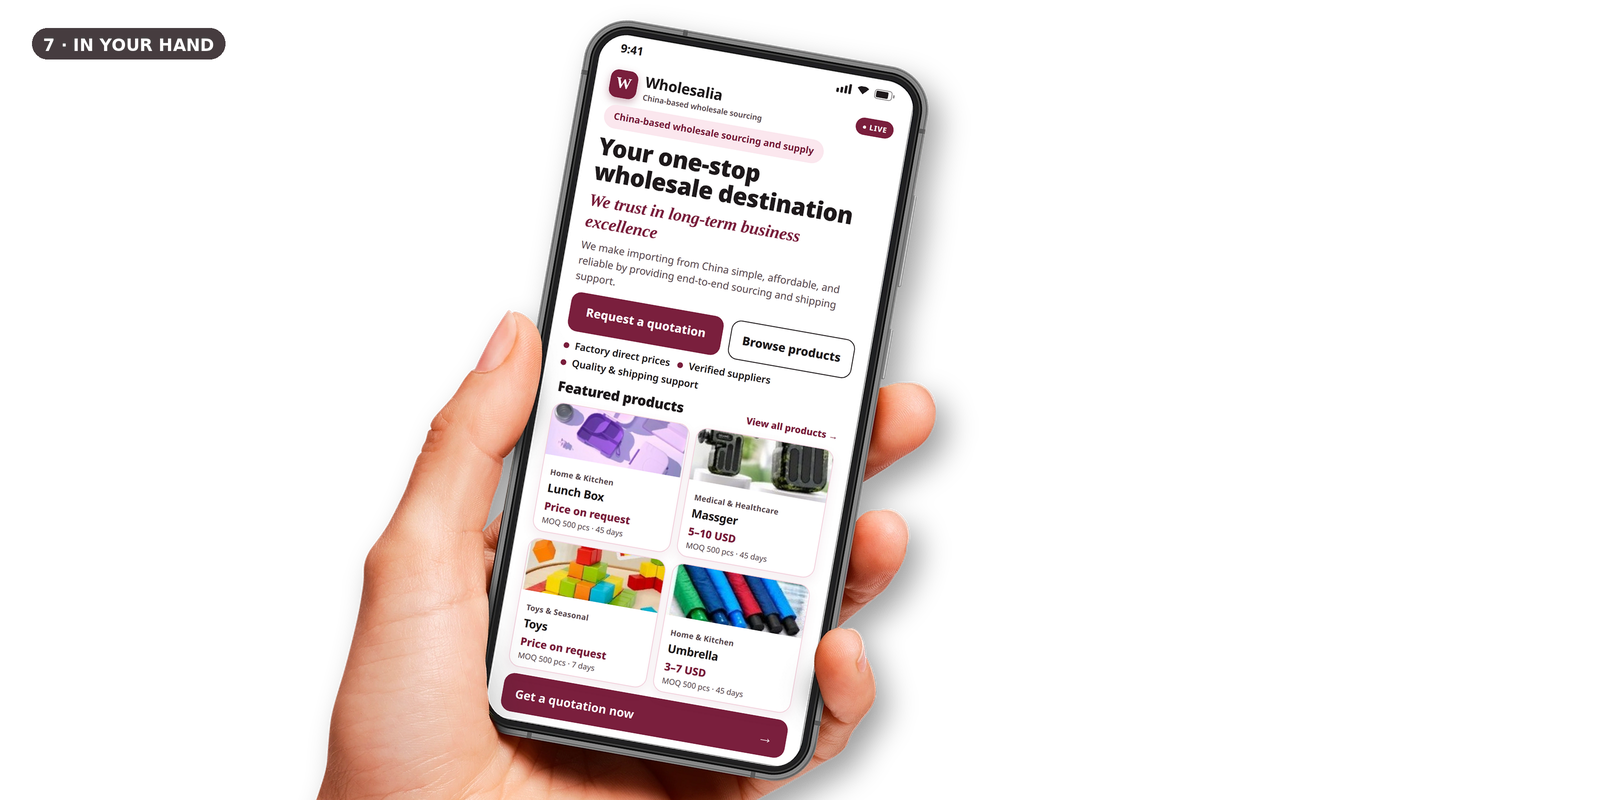 7 · IN YOUR HAND
9:41
W
Wholesalia
China-based wholesale sourcing
• LIVE
China-based wholesale sourcing and supply
Your one-stop
wholesale destination
We trust in long-term business
excellence
We make importing from China simple, affordable, and
reliable by providing end-to-end sourcing and shipping
support.
Request a quotation
Browse products
• Factory direct prices • Verified suppliers
• Quality & shipping support
Featured products
View all products →
Home & Kitchen
Lunch Box
Price on request
MOQ 500 pcs · 45 days
Medical & Healthcare
Massger
5–10 USD
MOQ 500 pcs · 45 days
Toys & Seasonal
Toys
Price on request
MOQ 500 pcs · 7 days
Home & Kitchen
Umbrella
3–7 USD
MOQ 500 pcs · 45 days
Get a quotation now →